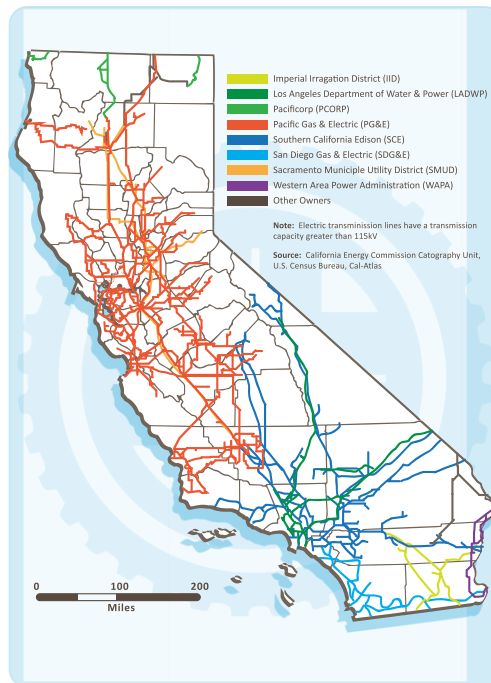 Imperial Irragation District (IID)
Los Angeles Department of Water & Power (LADWP)
Pacificorp (PCORP)
Pacific Gas & Electric (PG&E)
Southern California Edison (SCE)
San Diego Gas & Electric (SDG&E)
Sacramento Municiple Utility District (SMUD)
Western Area Power Administration (WAPA)
Other Owners
Note: Electric transminission lines have a transmission
capacity greater than 115kV
Source: California Energy Commission Catography Unit,
U.S. Census Bureau, Cal-Atlas
0 100 200
Miles